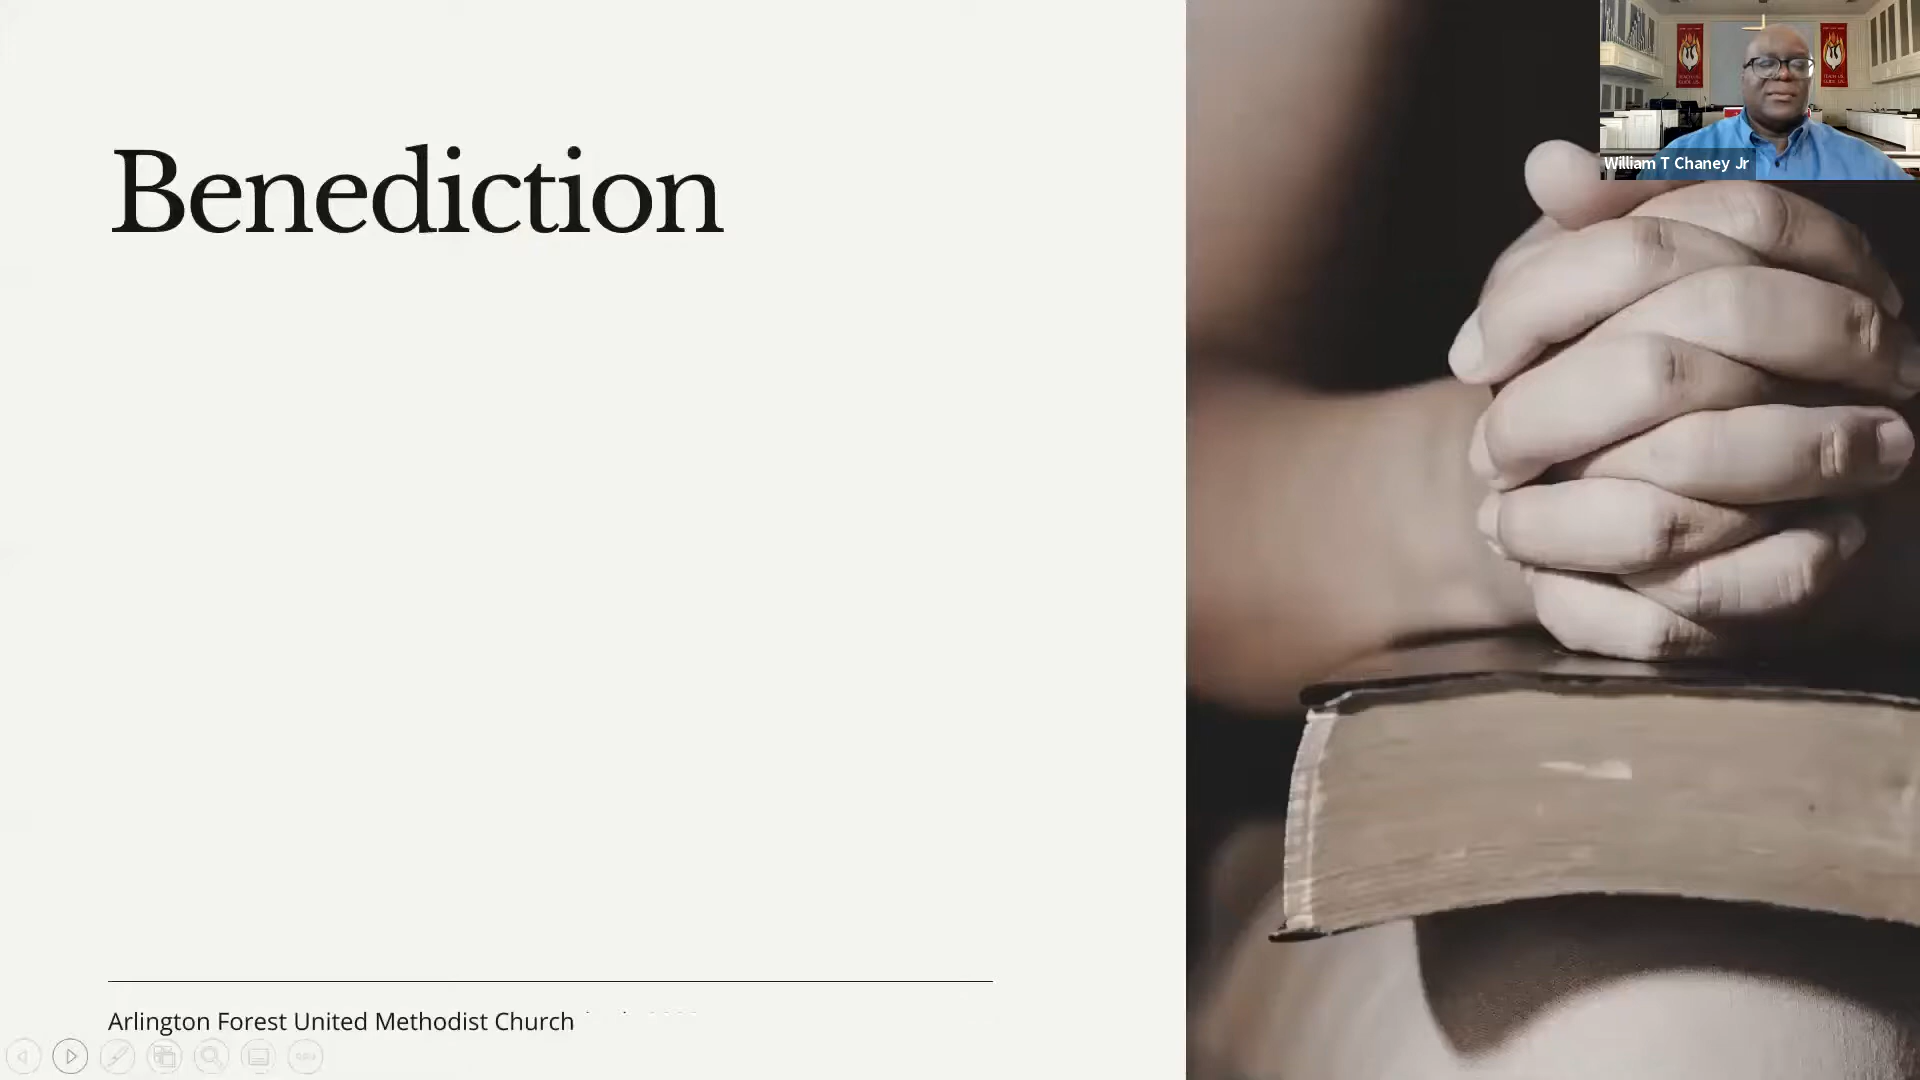 Benediction
William T Chaney Jr
Arlington Forest United Methodist Church